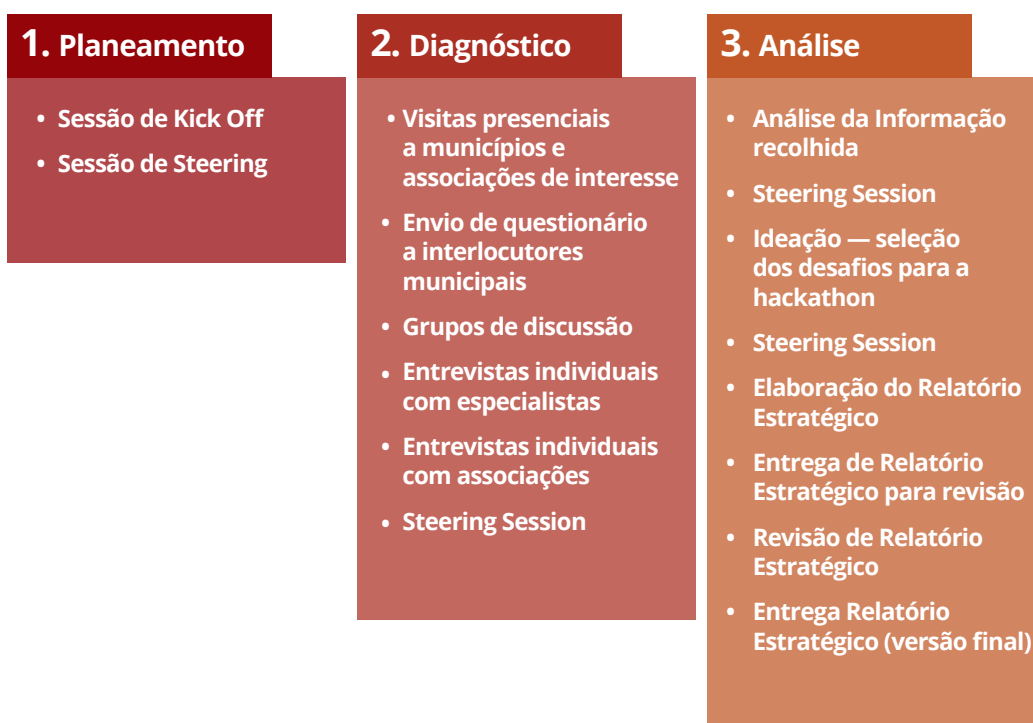 1. Planeamento
• Sessão de Kick Off
• Sessão de Steering
2. Diagnóstico
• Visitas presenciais
a municípios e
associações de interesse
• Envio de questionário
a interlocutores
municipais
• Grupos de discussão
• Entrevistas individuais
com especialistas
• Entrevistas individuais
com associações
• Steering Session
3. Análise
• Análise da Informação
recolhida
• Steering Session
• Ideação — seleção
dos desafios para a
hackathon
• Steering Session
• Elaboração do Relatório
Estratégico
• Entrega de Relatório
Estratégico para revisão
• Revisão de Relatório
Estratégico
• Entrega Relatório
Estratégico (versão final)